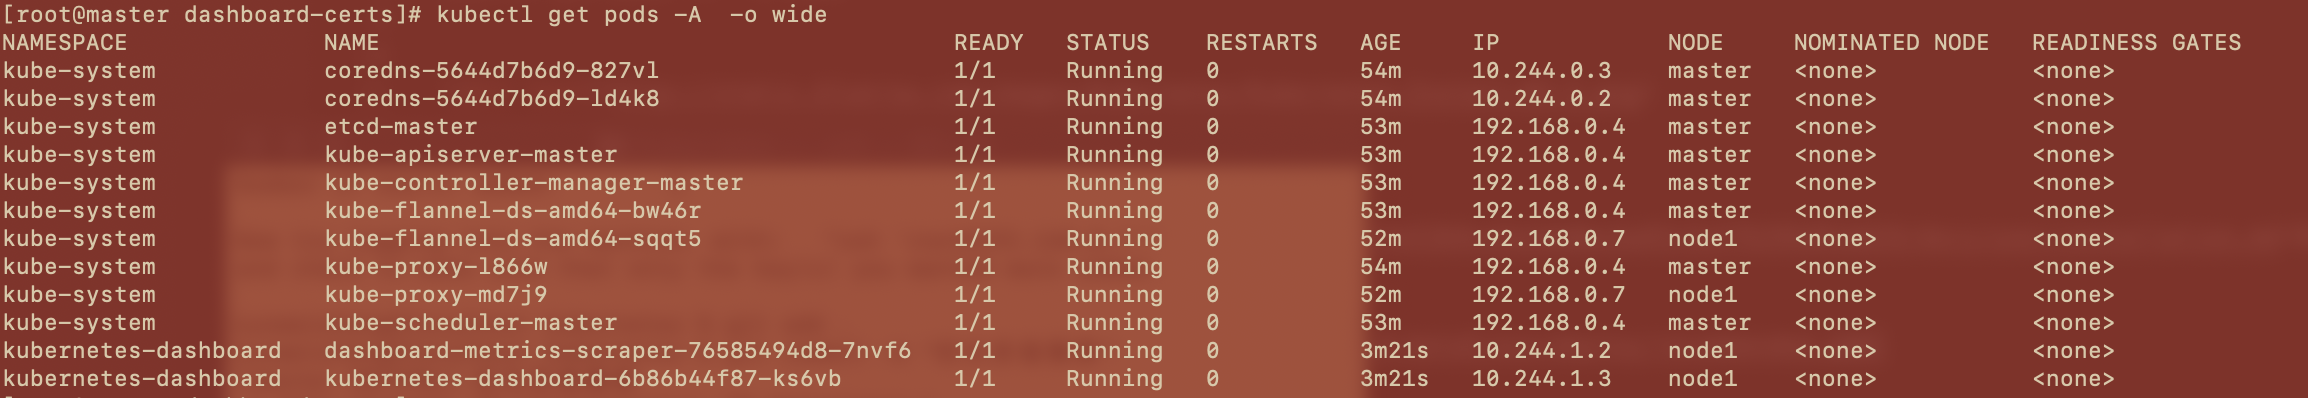 [root@master dashboard-certs]# kubectl get pods -A  -o wide
NAMESPACE              NAME                                         READY   STATUS    RESTARTS   AGE     IP            NODE     NOMINATED NODE   READINESS GATES
kube-system            coredns-5644d7b6d9-827vl                     1/1     Running   0          54m     10.244.0.3    master   <none>           <none>
kube-system            coredns-5644d7b6d9-ld4k8                     1/1     Running   0          54m     10.244.0.2    master   <none>           <none>
kube-system            etcd-master                                  1/1     Running   0          53m     192.168.0.4   master   <none>           <none>
kube-system            kube-apiserver-master                        1/1     Running   0          53m     192.168.0.4   master   <none>           <none>
kube-system            kube-controller-manager-master               1/1     Running   0          53m     192.168.0.4   master   <none>           <none>
kube-system            kube-flannel-ds-amd64-bw46r                  1/1     Running   0          53m     192.168.0.4   master   <none>           <none>
kube-system            kube-flannel-ds-amd64-sqqt5                  1/1     Running   0          52m     192.168.0.7   node1    <none>           <none>
kube-system            kube-proxy-l866w                             1/1     Running   0          54m     192.168.0.4   master   <none>           <none>
kube-system            kube-proxy-md7j9                             1/1     Running   0          52m     192.168.0.7   node1    <none>           <none>
kube-system            kube-scheduler-master                        1/1     Running   0          53m     192.168.0.4   master   <none>           <none>
kubernetes-dashboard   dashboard-metrics-scraper-76585494d8-7nvf6   1/1     Running   0          3m21s   10.244.1.2    node1    <none>           <none>
kubernetes-dashboard   kubernetes-dashboard-6b86b44f87-ks6vb        1/1     Running   0          3m21s   10.244.1.3    node1    <none>           <none>